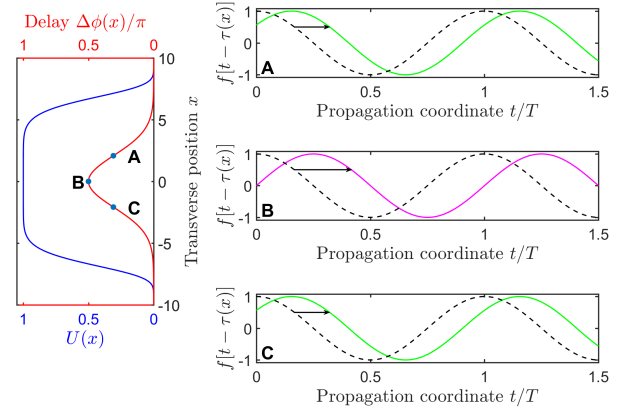 Delay Δϕ(x)/π
1 0.5 0
10
5
0
-5
-10
Transverse position x
A
B
C
1 0.5 0
U(x)
f[t − τ(x)]
1
0
-1
A
0 0.5 1 1.5
Propagation coordinate t/T
f[t − τ(x)]
1
0
-1
B
0 0.5 1 1.5
Propagation coordinate t/T
f[t − τ(x)]
1
0
-1
C
0 0.5 1 1.5
Propagation coordinate t/T